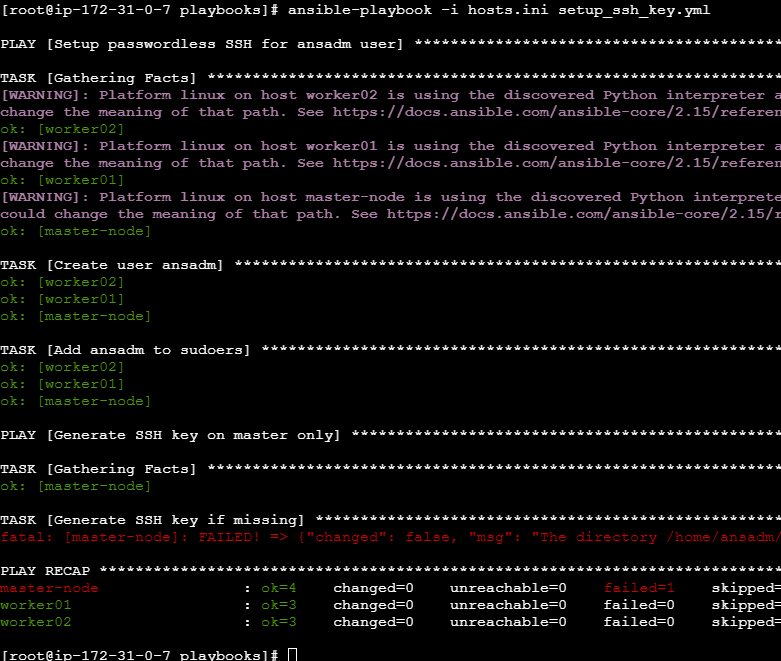 [root@ip-172-31-0-7 playbooks]# ansible-playbook -i hosts.ini setup_ssh_key.yml
PLAY [Setup passwordless SSH for ansadm user] *****************************************
TASK [Gathering Facts] ****************************************************************
[WARNING]: Platform linux on host worker02 is using the discovered Python interpreter a
change the meaning of that path. See https://docs.ansible.com/ansible-core/2.15/referen
ok: [worker02]
[WARNING]: Platform linux on host worker01 is using the discovered Python interpreter a
change the meaning of that path. See https://docs.ansible.com/ansible-core/2.15/referen
ok: [worker01]
[WARNING]: Platform linux on host master-node is using the discovered Python interprete
could change the meaning of that path. See https://docs.ansible.com/ansible-core/2.15/r
ok: [master-node]
TASK [Create user ansadm] *************************************************************
ok: [worker02]
ok: [worker01]
ok: [master-node]
TASK [Add ansadm to sudoers] **********************************************************
ok: [worker02]
ok: [worker01]
ok: [master-node]
PLAY [Generate SSH key on master only] ************************************************
TASK [Gathering Facts] ****************************************************************
ok: [master-node]
TASK [Generate SSH key if missing] ****************************************************
fatal: [master-node]: FAILED! => {"changed": false, "msg": "The directory /home/ansadm/
PLAY RECAP ****************************************************************************
master-node                : ok=4    changed=0    unreachable=0    failed=1    skipped=
worker01                   : ok=3    changed=0    unreachable=0    failed=0    skipped=
worker02                   : ok=3    changed=0    unreachable=0    failed=0    skipped=
[root@ip-172-31-0-7 playbooks]#